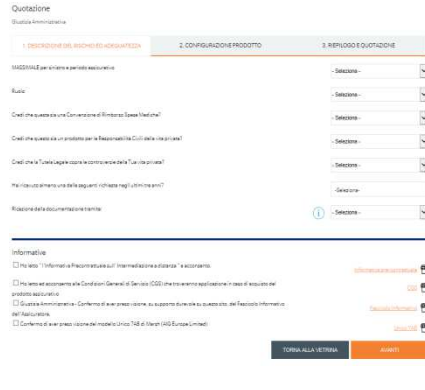 Quotazione
Giustizia Amministrativa
1. DESCRIZIONE DEL RISCHIO ED ADEGUATEZZA
2. CONFIGURAZIONE PRODOTTO
3. RIEPILOGO E QUOTAZIONE
MASSIMALE per sinistro e periodo assicurativo
- Seleziona -
Ruolo
- Seleziona -
Credi che questa sia una Convenzione di Rimborso Spese Mediche?
- Seleziona -
Credi che questo sia un prodotto per la Responsabilità Civili della vita privata?
- Seleziona -
Credi che la Tutela Legale copra le controversie della Tua vita privata?
- Seleziona -
Hai ricevuto almeno una delle seguenti richieste negli ultimi tre anni?
-Seleziona-
Ricezione della documentazione tramite:
- Seleziona -
Informative
Ho letto "l'Informativa Precontrattuale sull'Intermediazione a distanza" e acconsento.
Informazione contrattuale
Ho letto ed acconsento alle Condizioni Generali di Servizio (CGS) che troveranno applicazione in caso di acquisto del
prodotto assicurativo
CGS
Giustizia Amministrativa - Confermo di aver preso visione, su supporto durevole su questo sito, del Fascicolo Informativo
dell'Assicuratore.
Fascicolo Informativo
Confermo di aver preso visione del modello Unico 7AB di Marsh (AIG Europe Limited)
Unico 7AB
TORNA ALLA VETRINA
AVANTI